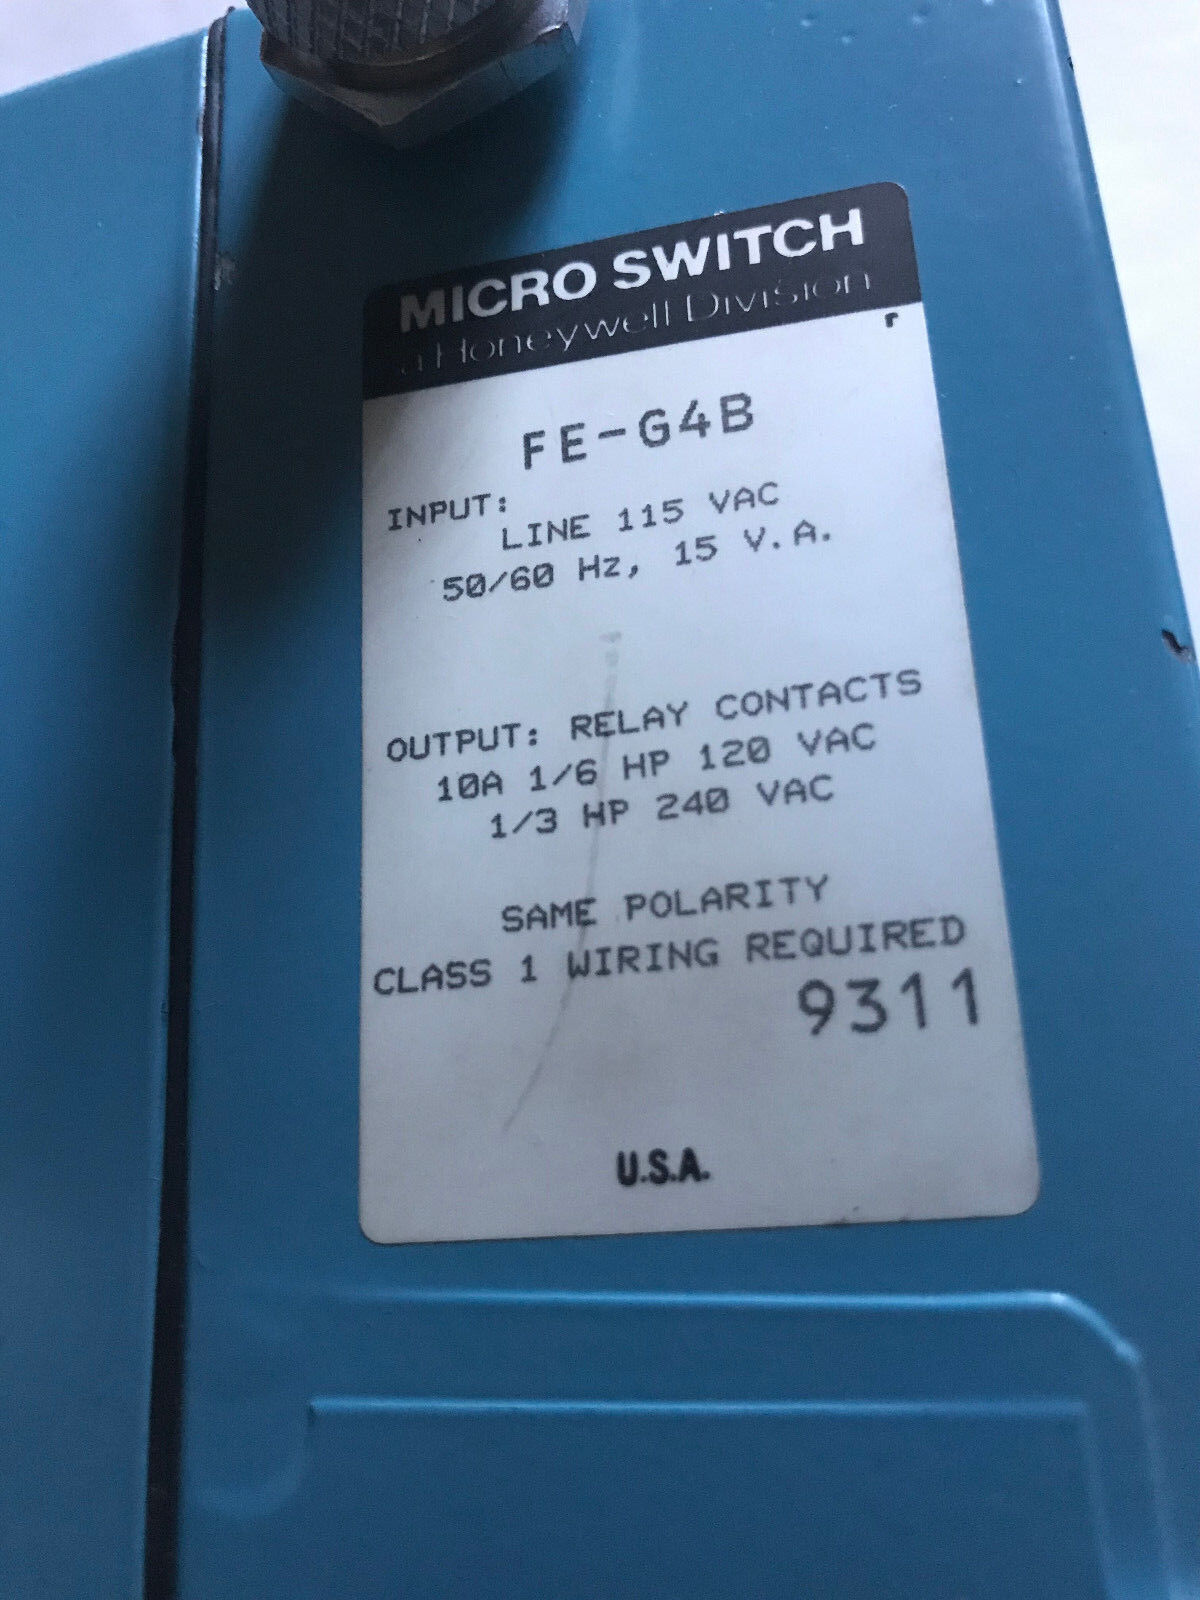 MICRO SWITCH
a Honeywell Division
FE-G4B
INPUT:
LINE 115 VAC
50/60 Hz, 15 V.A.
OUTPUT: RELAY CONTACTS
10A 1/6 HP 120 VAC
1/3 HP 240 VAC
SAME POLARITY
CLASS 1 WIRING REQUIRED
9311
U.S.A.